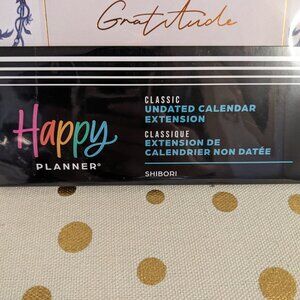 Gratitude
Happy
PLANNER®
CLASSIC
UNDATED CALENDAR
EXTENSION
CLASSIQUE
EXTENSION DE
CALENDRIER NON DATÉE
SHIBORI